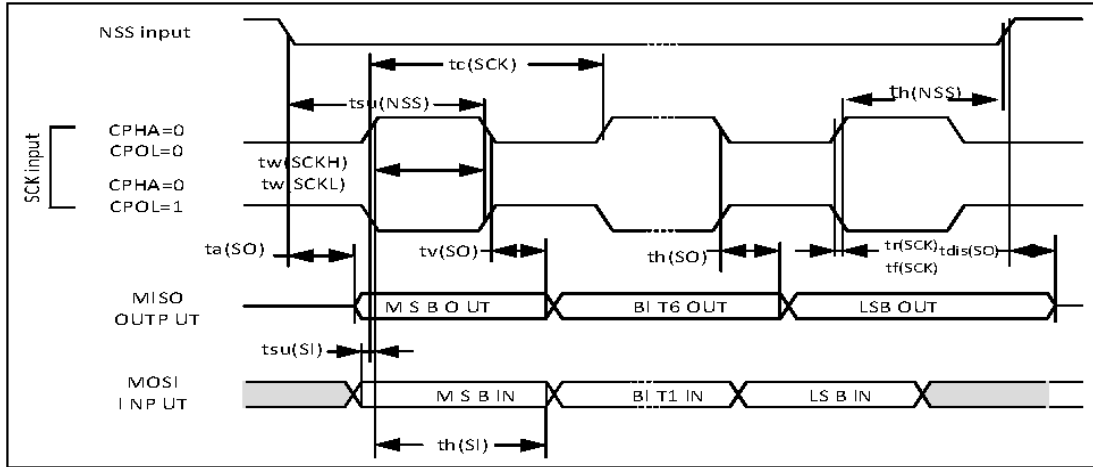 NSS input
tc(SCK)
tsu(NSS)
th(NSS)
SCK input
CPHA=0
CPOL=0
CPHA=0
CPOL=1
tw(SCKH)
tw(SCKL)
ta(SO)
tv(SO)
th(SO)
tr(SCK)
tf(SCK)
tdis(SO)
MISO
OUTPUT
MSB OUT
BIT6 OUT
LSB OUT
tsu(SI)
MOSI
INPUT
MSB IN
BIT1 IN
LSB IN
th(SI)